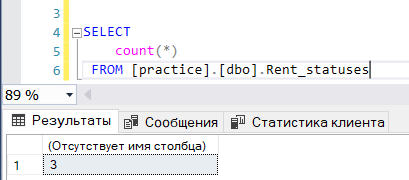 3
4 SELECT
5 count(*)
6 FROM [practice].[dbo].Rent_statuses
89 %
Результаты Сообщения Статистика клиента
(Отсутствует имя столбца)
1 3